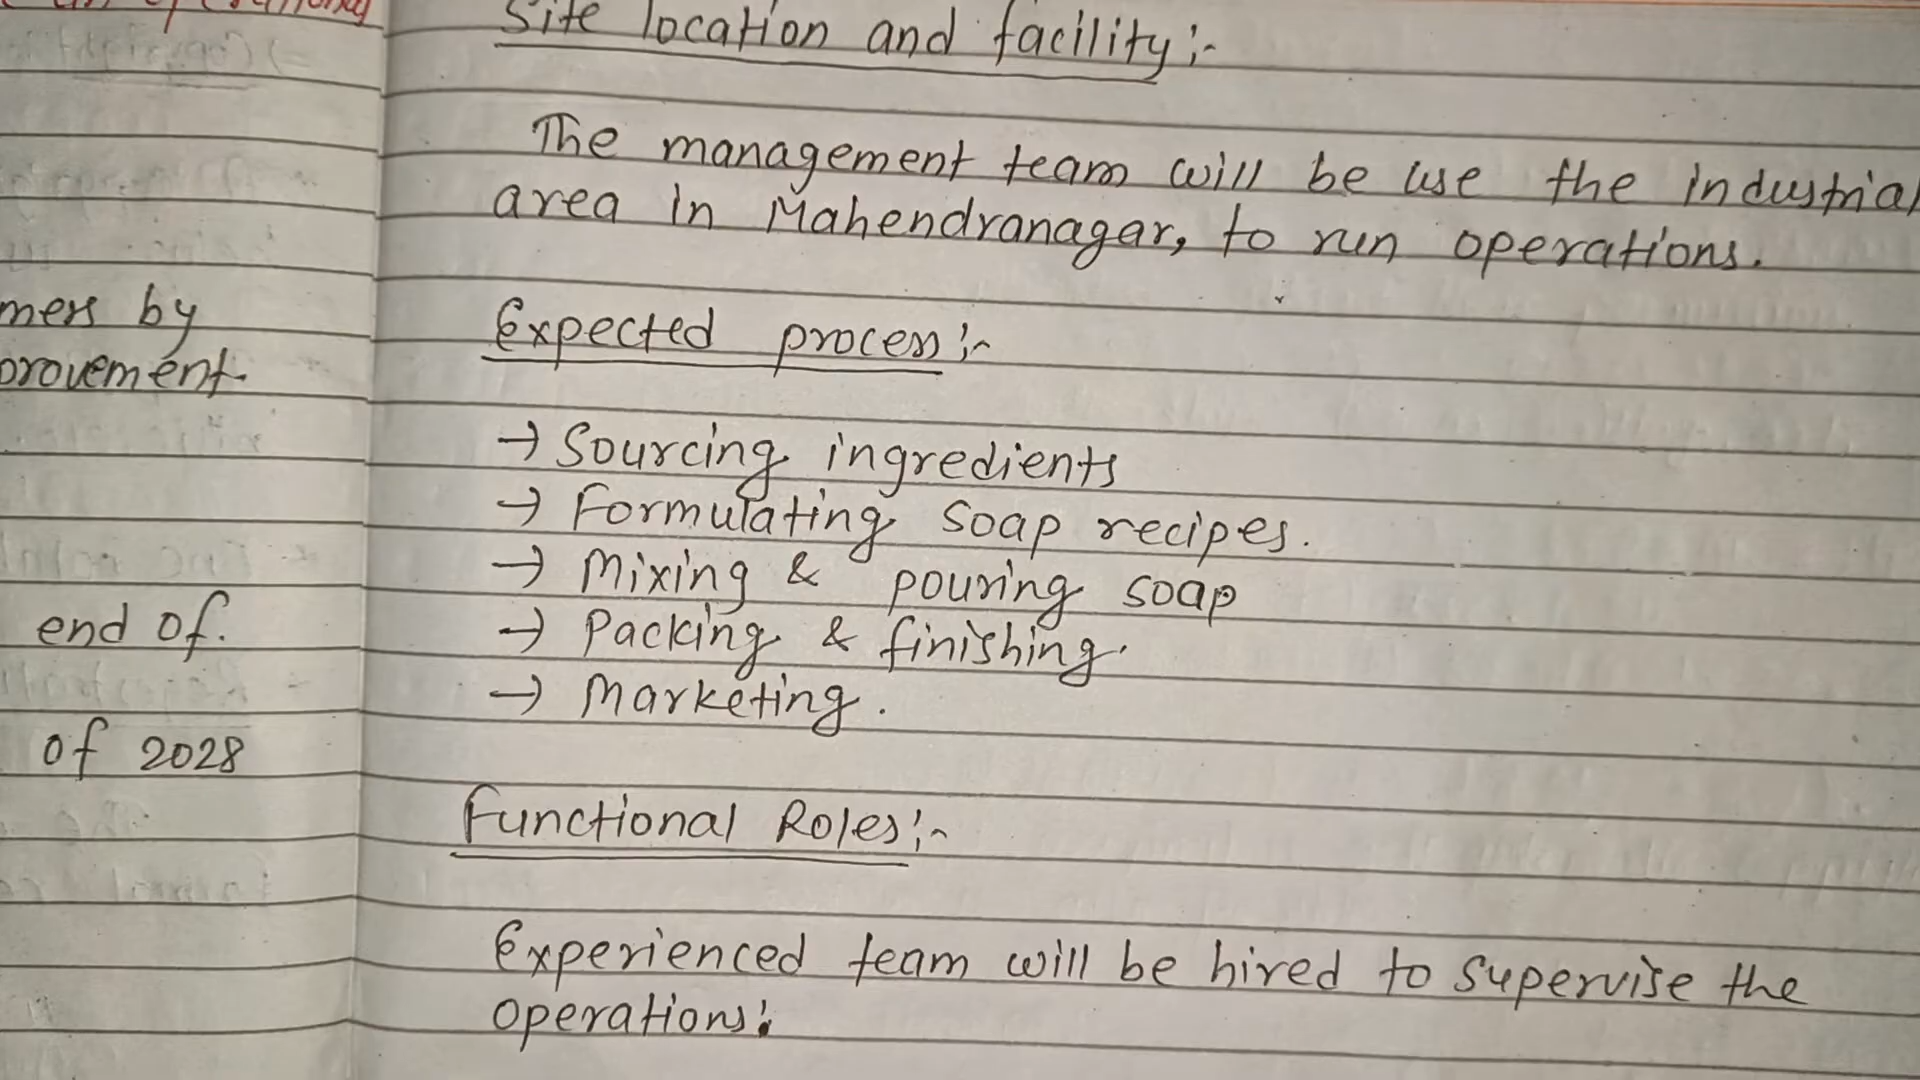 Site location and facility:-
The management team will be use the industrial
area in Mahendranagar, to run operations.
Expected process:-
→ Sourcing ingredients
→ Formulating soap recipes.
→ Mixing & pouring soap
→ Packing & finishing.
→ Marketing.
Functional Roles:-
Experienced team will be hired to supervise the
operations.
mers by
provement.
end of.
of 2028